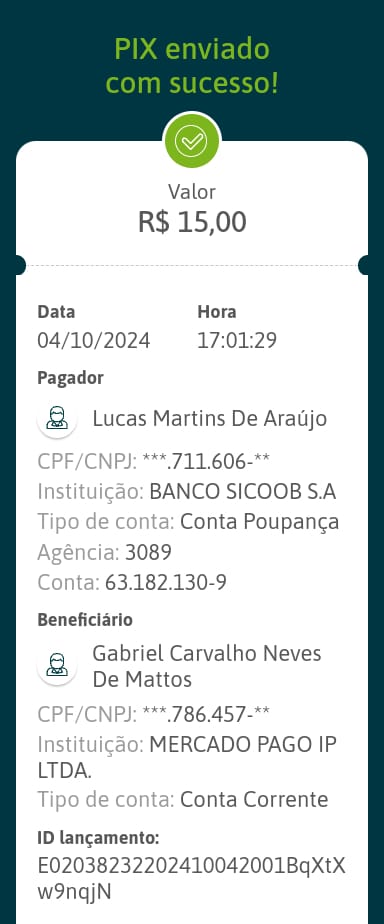 PIX enviado
com sucesso!
Valor
R$ 15,00
Data Hora
04/10/2024 17:01:29
Pagador
Lucas Martins De Araújo
CPF/CNPJ: ***.711.606-**
Instituição: BANCO SICOOB S.A
Tipo de conta: Conta Poupança
Agência: 3089
Conta: 63.182.130-9
Beneficiário
Gabriel Carvalho Neves
De Mattos
CPF/CNPJ: ***.786.457-**
Instituição: MERCADO PAGO IP
LTDA.
Tipo de conta: Conta Corrente
ID lançamento:
E02038232202410042001BqXtX
w9nqjN